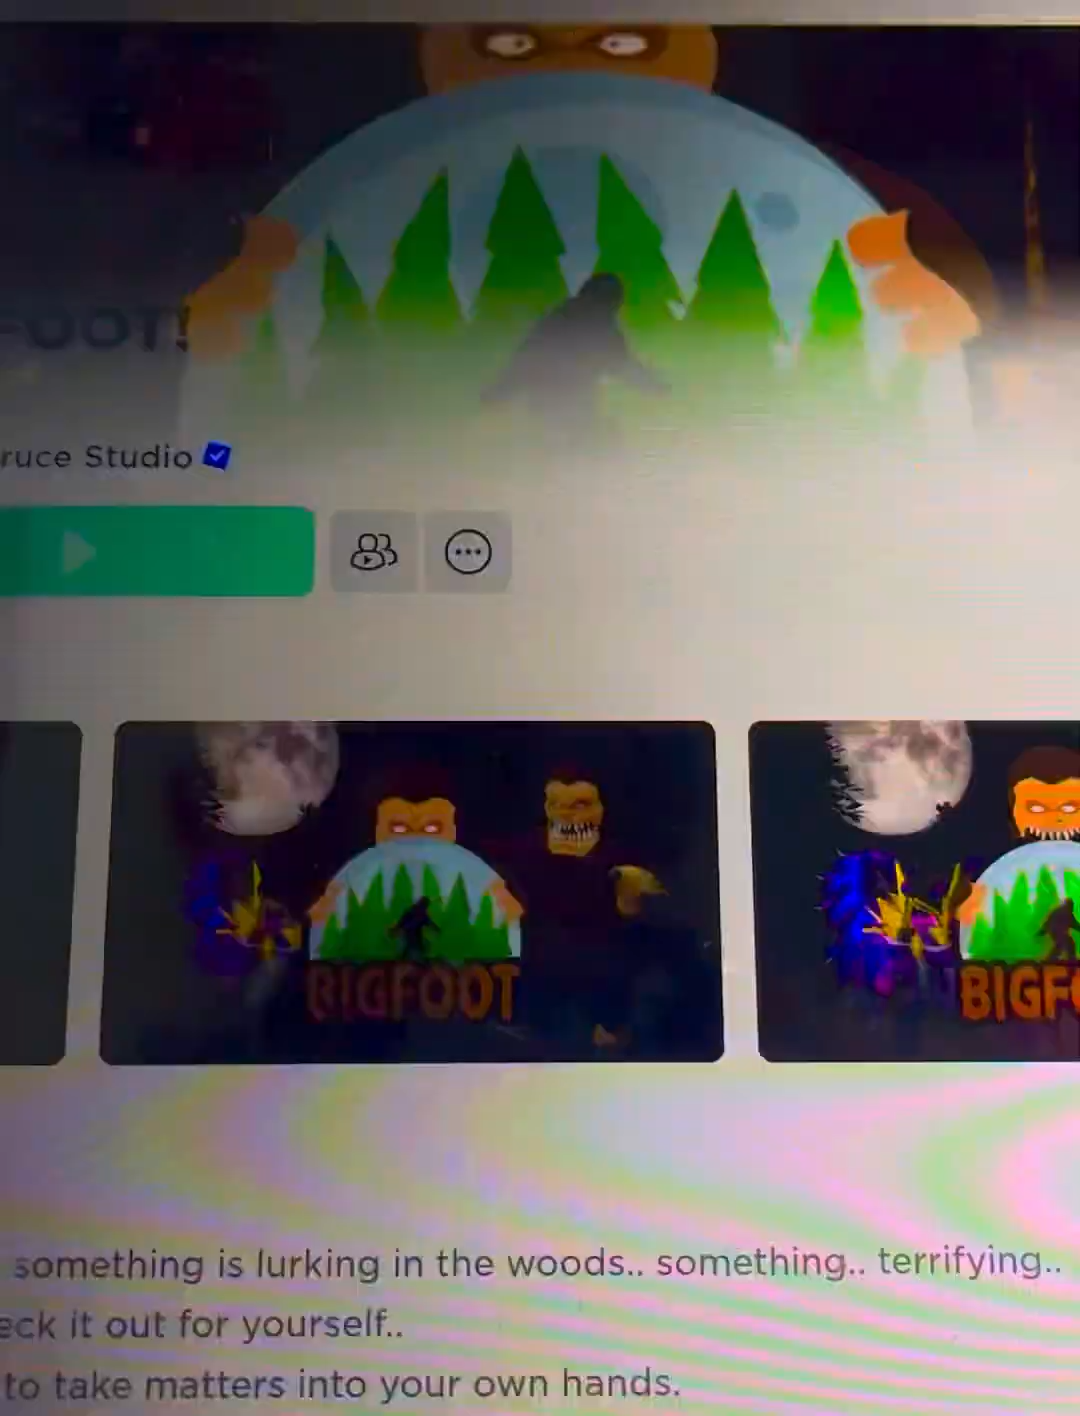 FOOT!
ruce Studio
BIGFOOT
BIGF
something is lurking in the woods.. something.. terrifying..
eck it out for yourself..
to take matters into your own hands.